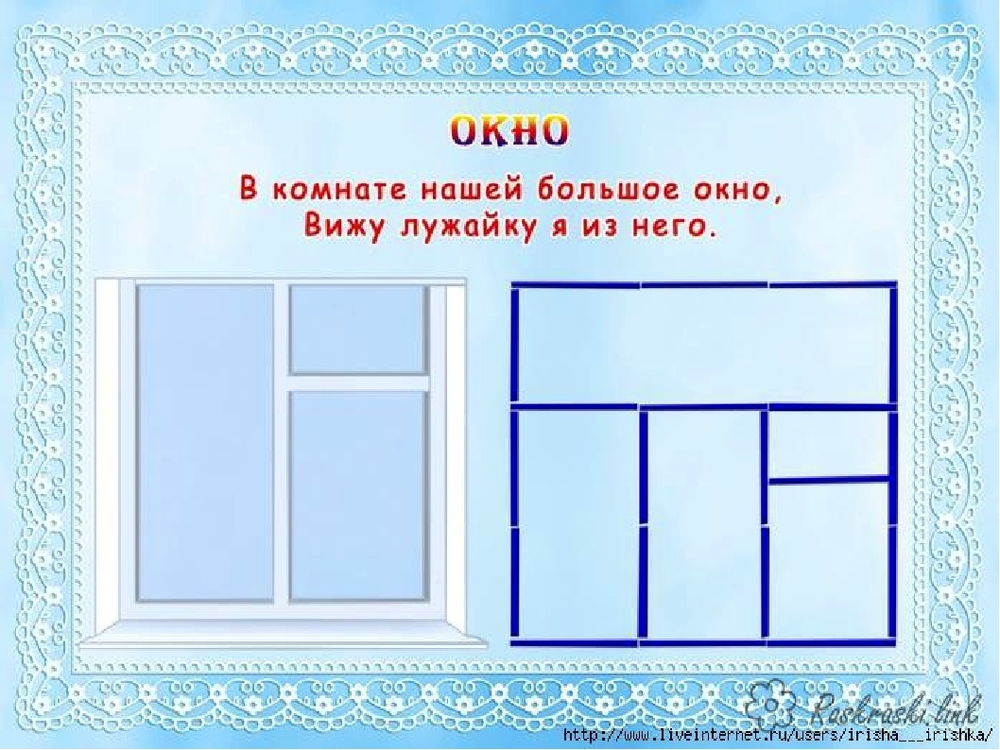 ОКНО
В комнате нашей большое окно,
Вижу лужайку я из него.
Raskraski.link
http://www.liveinternet.ru/users/irisha___irishka/